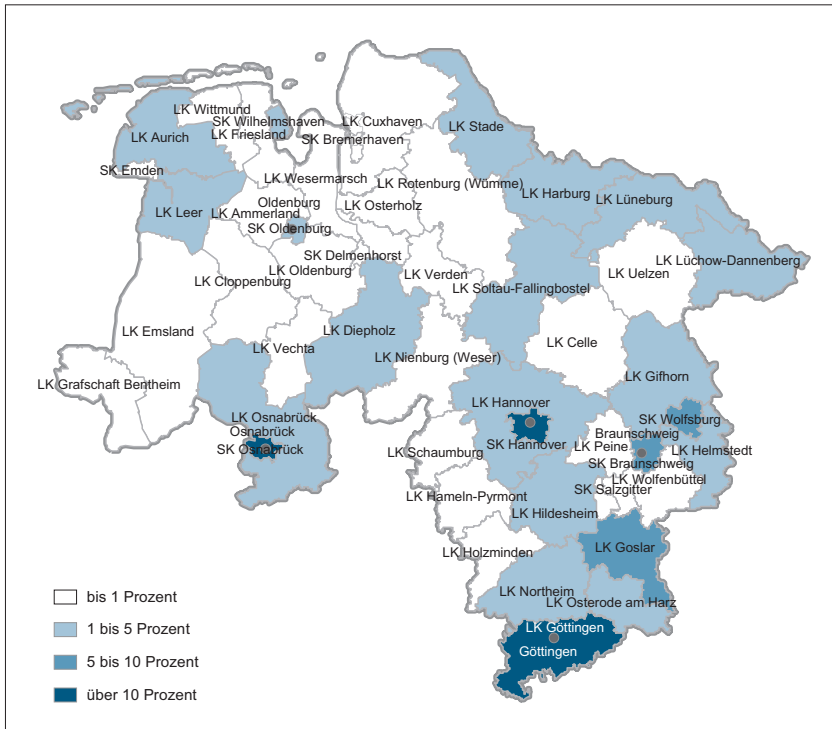 LK Wittmund
SK Wilhelmshaven
LK Cuxhaven
LK Stade
LK Aurich
LK Friesland
SK Bremerhaven
SK Emden
LK Wesermarsch
LK Rotenburg (Wümme)
LK Harburg
LK Lüneburg
LK Leer
LK Ammerland
Oldenburg
SK Oldenburg
LK Osterholz
SK Delmenhorst
LK Oldenburg
LK Cloppenburg
LK Verden
LK Soltau-Fallingbostel
LK Uelzen
LK Lüchow-Dannenberg
LK Emsland
LK Diepholz
LK Vechta
LK Nienburg (Weser)
LK Celle
LK Grafschaft Bentheim
LK Gifhorn
LK Osnabrück
Osnabrück
SK Osnabrück
LK Hannover
SK Hannover
SK Wolfsburg
Braunschweig
LK Peine
LK Helmstedt
SK Braunschweig
LK Schaumburg
LK Wolfenbüttel
SK Salzgitter
LK Hameln-Pyrmont
LK Hildesheim
LK Holzminden
LK Goslar
LK Northeim
LK Osterode am Harz
LK Göttingen
Göttingen
bis 1 Prozent
1 bis 5 Prozent
5 bis 10 Prozent
über 10 Prozent